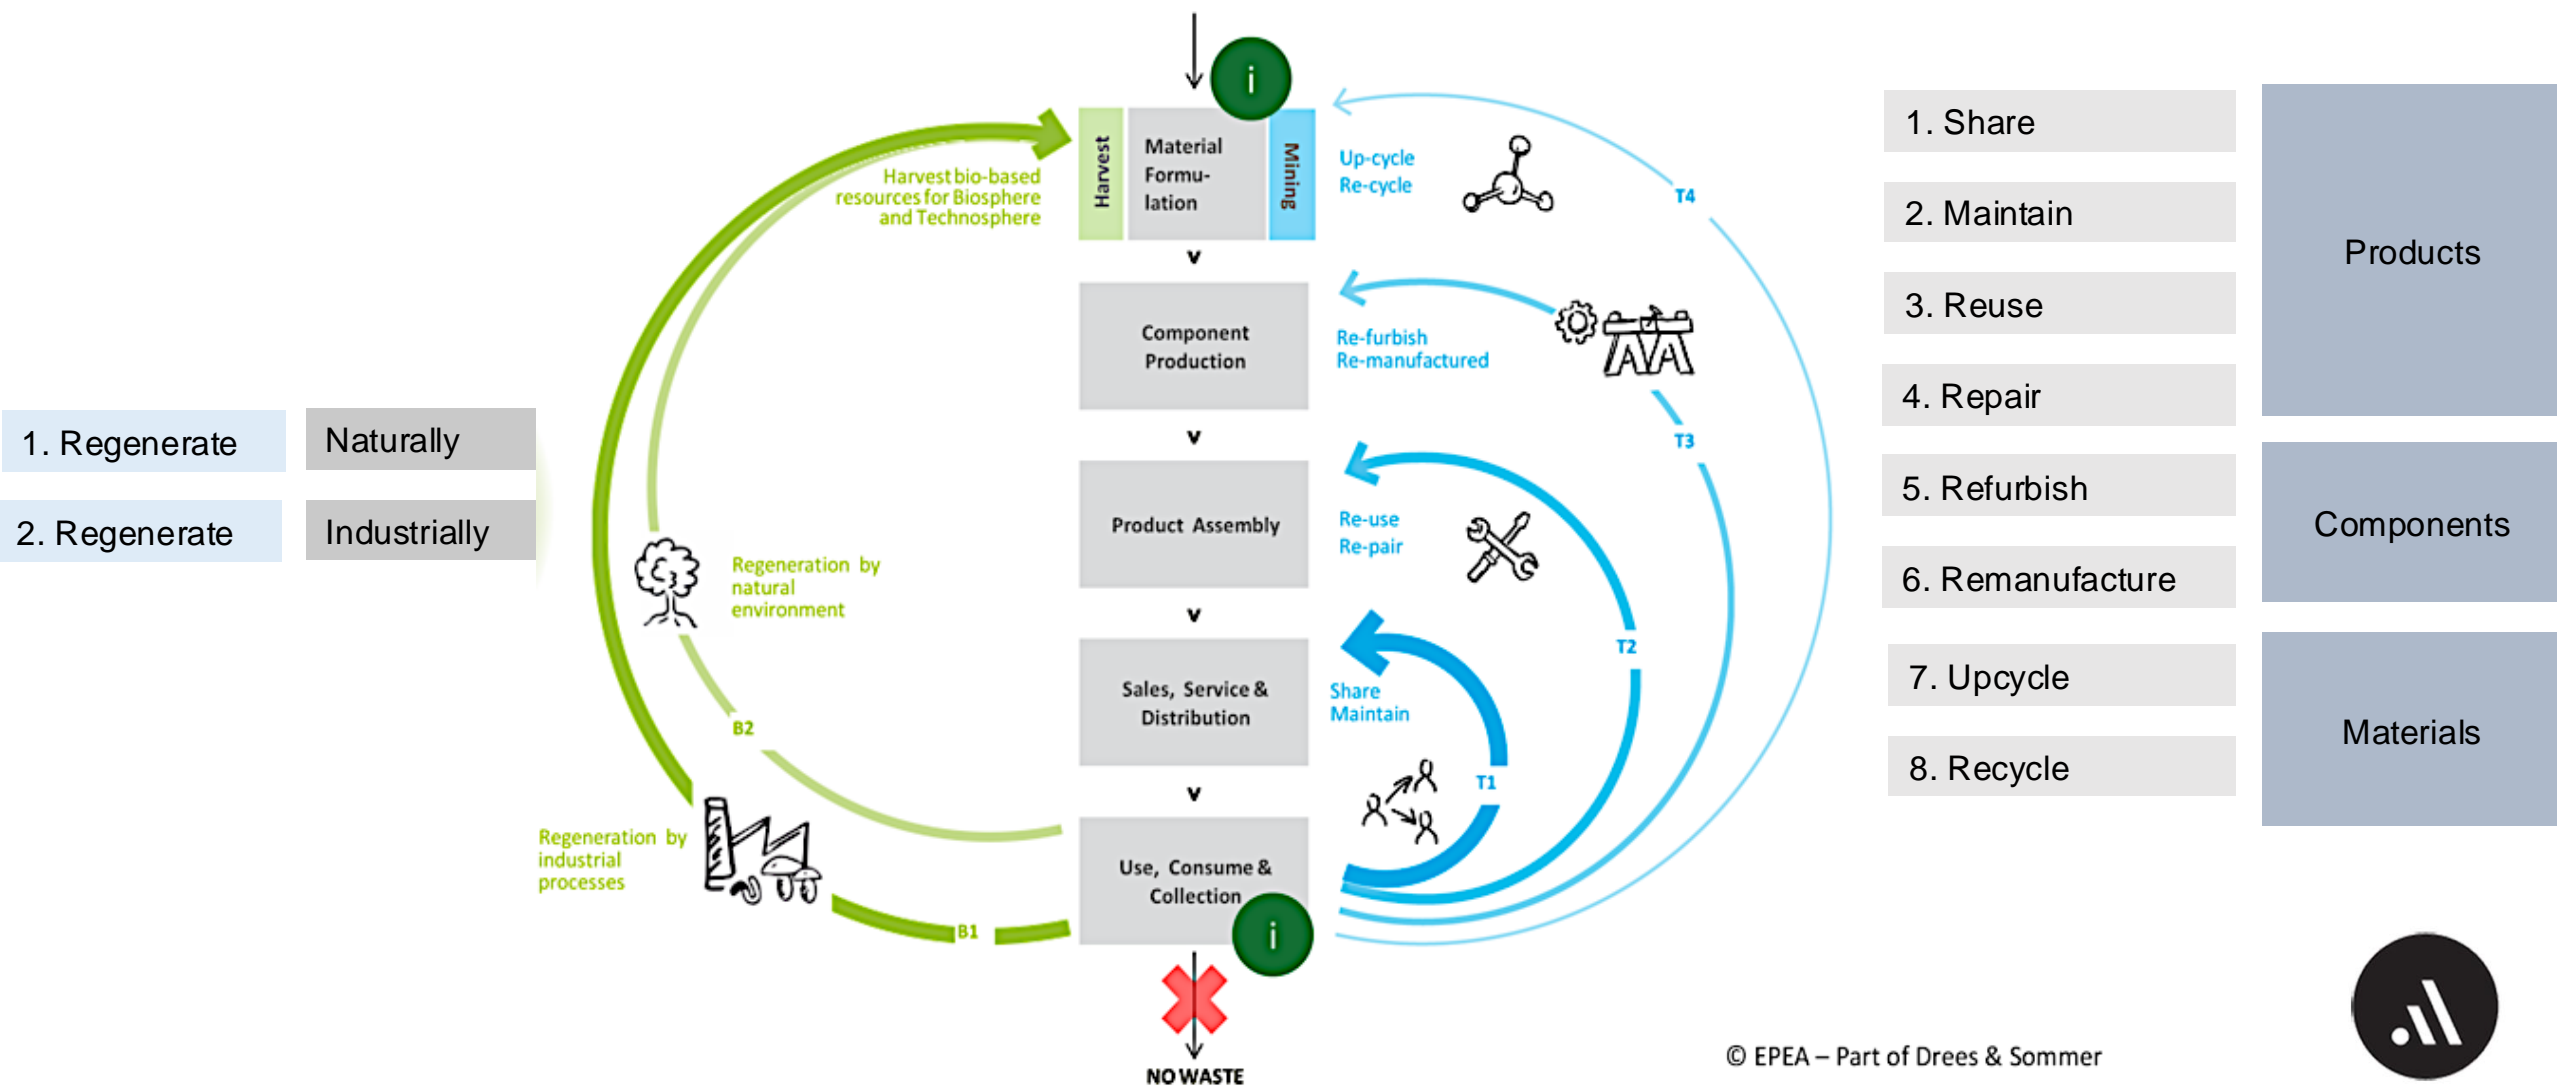 1. Regenerate
Naturally
2. Regenerate
Industrially
Harvest bio-based
resources for Biosphere
and Technosphere
Regeneration by
natural
environment
B2
Regeneration by
industrial
processes
B1
i
Harvest
Material
Formu-
lation
Mining
v
Component
Production
v
Product Assembly
v
Sales, Service &
Distribution
v
Use, Consume &
Collection
i
NO WASTE
Up-cycle
Re-cycle
T4
Re-furbish
Re-manufactured
T3
Re-use
Re-pair
T2
Share
Maintain
T1
1. Share
2. Maintain
3. Reuse
4. Repair
5. Refurbish
6. Remanufacture
7. Upcycle
8. Recycle
Products
Components
Materials
© EPEA – Part of Drees & Sommer